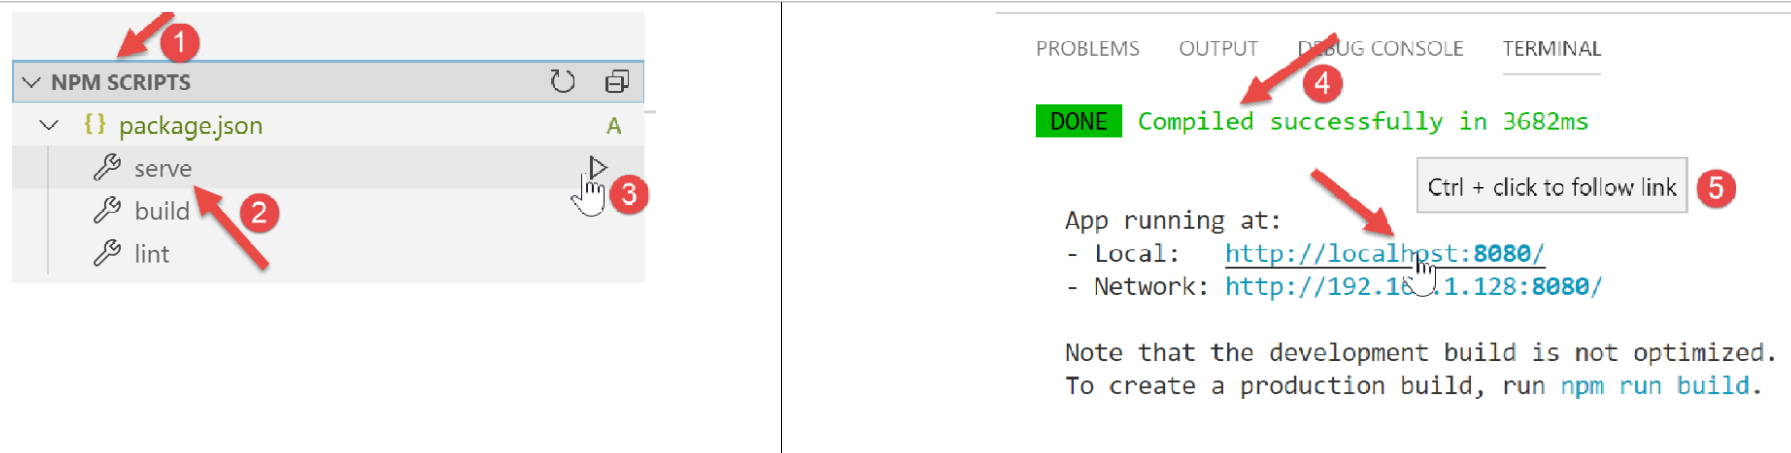 1
NPM SCRIPTS
{} package.json A
serve
3
2
build
lint
PROBLEMS OUTPUT DEBUG CONSOLE TERMINAL
4
DONE Compiled successfully in 3682ms
Ctrl + click to follow link 5
App running at:
- Local: http://localhost:8080/
- Network: http://192.168.1.128:8080/
Note that the development build is not optimized.
To create a production build, run npm run build.